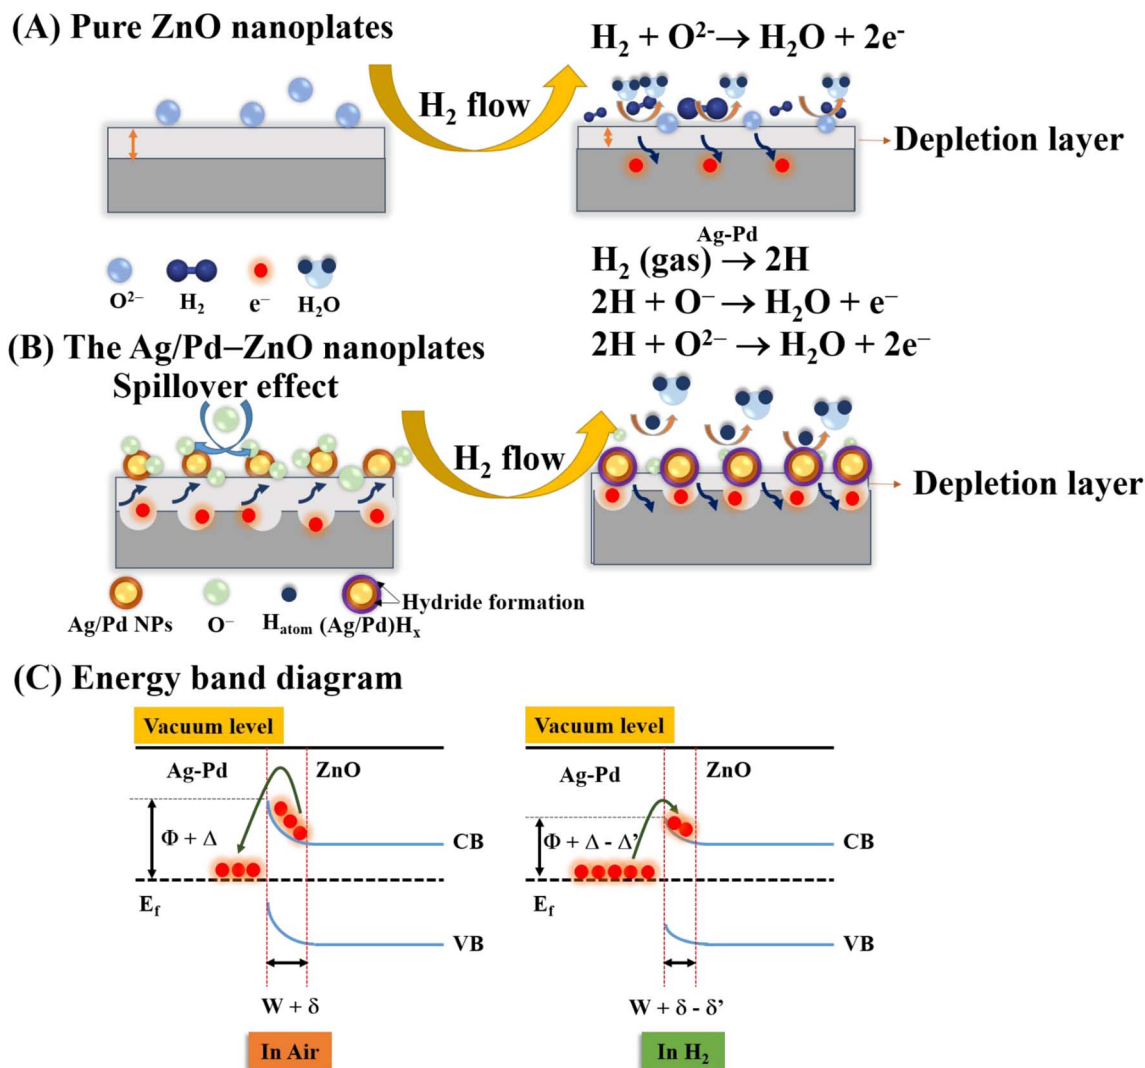 (A) Pure ZnO nanoplates
H₂ + O²⁻→ H₂O + 2e⁻
H₂ flow
Depletion layer
O²⁻
H₂
e⁻
H₂O
Ag-Pd
H₂ (gas) → 2H
2H + O⁻ → H₂O + e⁻
2H + O²⁻ → H₂O + 2e⁻
(B) The Ag/Pd–ZnO nanoplates
Spillover effect
H₂ flow
Depletion layer
Ag/Pd NPs
O⁻
Hₐₜₒₘ
(Ag/Pd)Hₓ
Hydride formation
(C) Energy band diagram
Vacuum level
Ag-Pd
ZnO
Φ + Δ
CB
E_f
VB
W + δ
In Air
Vacuum level
Ag-Pd
ZnO
Φ + Δ - Δ’
CB
E_f
VB
W + δ - δ’
In H₂